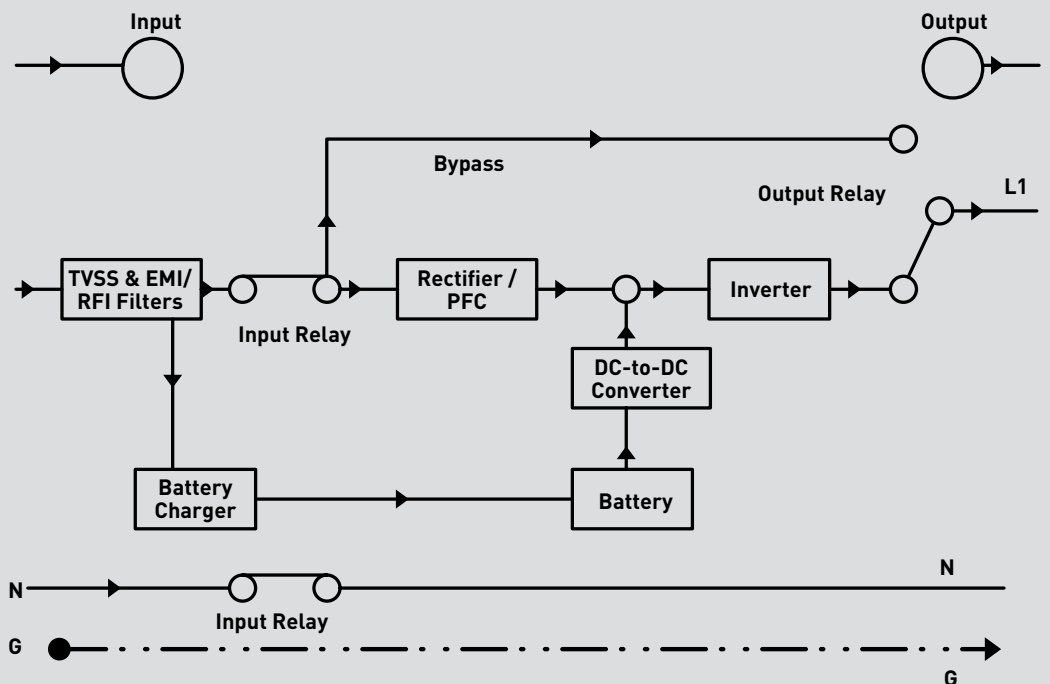 Input
Output
Bypass
Output Relay
L1
TVSS & EMI/
RFI Filters
Rectifier /
PFC
Inverter
Input Relay
DC-to-DC
Converter
Battery
Charger
Battery
N
N
Input Relay
G
G